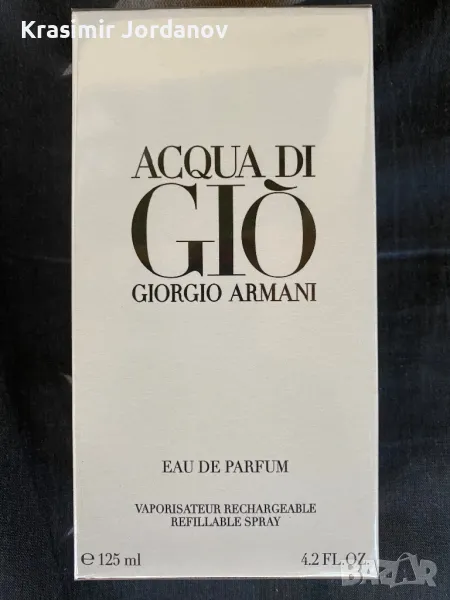 Krasimir Jordanov
ACQUA DI
GIÒ
GIORGIO ARMANI
EAU DE PARFUM
VAPORISATEUR RECHARGEABLE
REFILLABLE SPRAY
℮ 125 ml 4.2 FL.OZ.
BAZAR